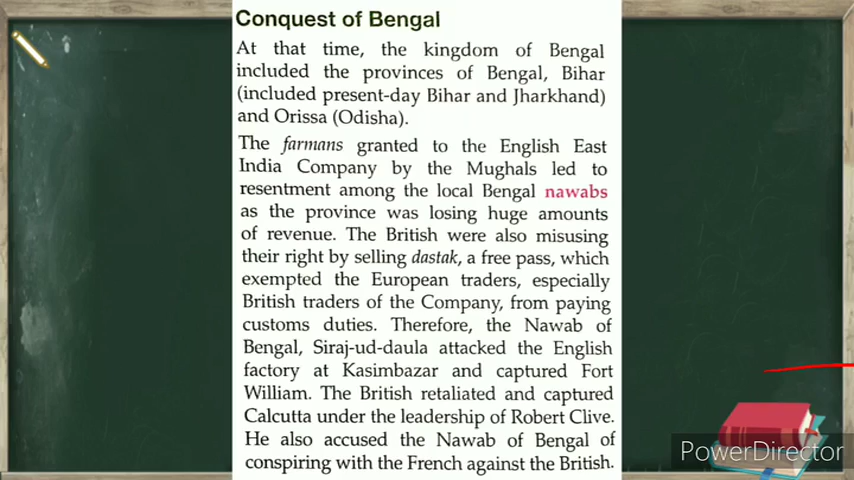 Conquest of Bengal
At that time, the kingdom of Bengal
included the provinces of Bengal, Bihar
(included present-day Bihar and Jharkhand)
and Orissa (Odisha).
The farmans granted to the English East
India Company by the Mughals led to
resentment among the local Bengal nawabs
as the province was losing huge amounts
of revenue. The British were also misusing
their right by selling dastak, a free pass, which
exempted the European traders, especially
British traders of the Company, from paying
customs duties. Therefore, the Nawab of
Bengal, Siraj-ud-daula attacked the English
factory at Kasimbazar and captured Fort
William. The British retaliated and captured
Calcutta under the leadership of Robert Clive.
He also accused the Nawab of Bengal of
conspiring with the French against the British.
PowerDirector